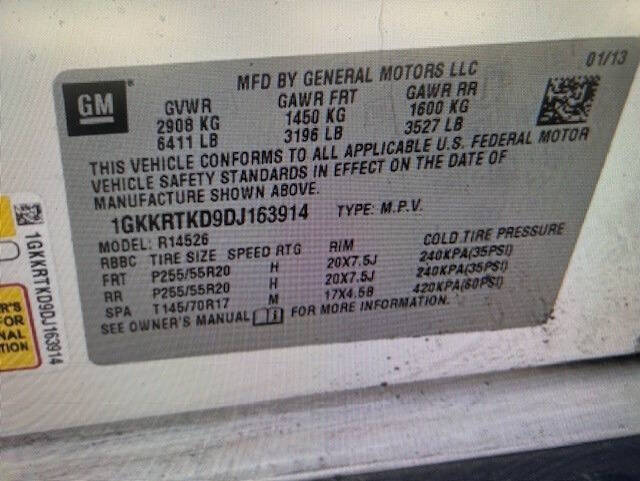 MFD BY GENERAL MOTORS LLC 01/13
GM ®
GVWR GAWR FRT GAWR RR
2908 KG 1450 KG 1600 KG
6411 LB 3196 LB 3527 LB
THIS VEHICLE CONFORMS TO ALL APPLICABLE U.S. FEDERAL MOTOR
VEHICLE SAFETY STANDARDS IN EFFECT ON THE DATE OF
MANUFACTURE SHOWN ABOVE.
1GKKRTKD9DJ163914 TYPE: M.P.V.
MODEL: R14526
RBBC TIRE SIZE SPEED RTG RIM COLD TIRE PRESSURE
FRT P255/55R20 H 20X7.5J 240KPA(35PSI)
RR P255/55R20 H 20X7.5J 240KPA(35PSI)
SPA T145/70R17 M 17X4.5B 420KPA(60PSI)
SEE OWNER'S MANUAL FOR MORE INFORMATION.
1GKKRTKD9DJ163914
R'S
FOR
NAL
TION